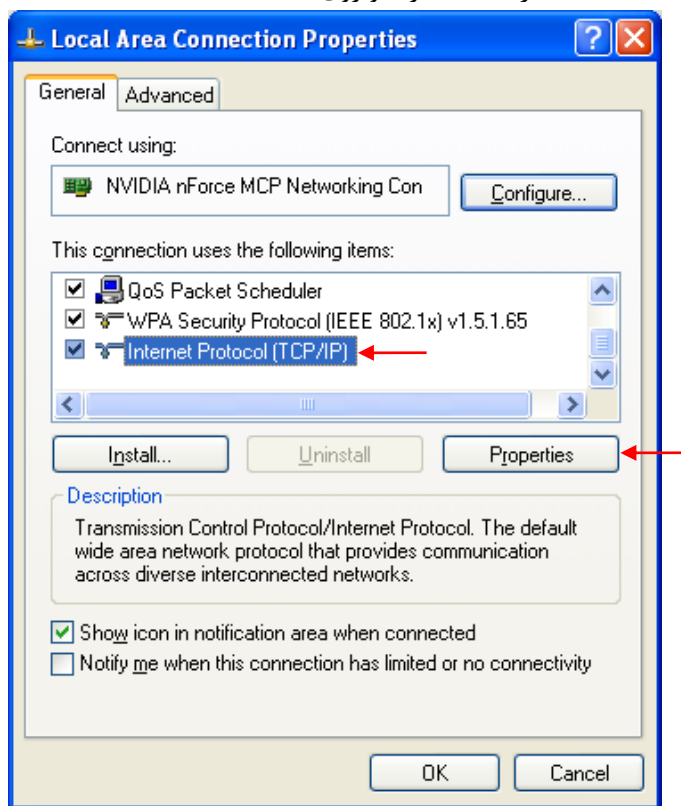 Local Area Connection Properties
General
Advanced
Connect using:
NVIDIA nForce MCP Networking Con
Configure...
This connection uses the following items:
QoS Packet Scheduler
WPA Security Protocol (IEEE 802.1x) v1.5.1.65
Internet Protocol (TCP/IP)
Install...
Uninstall
Properties
Description
Transmission Control Protocol/Internet Protocol. The default
wide area network protocol that provides communication
across diverse interconnected networks.
Show icon in notification area when connected
Notify me when this connection has limited or no connectivity
OK
Cancel